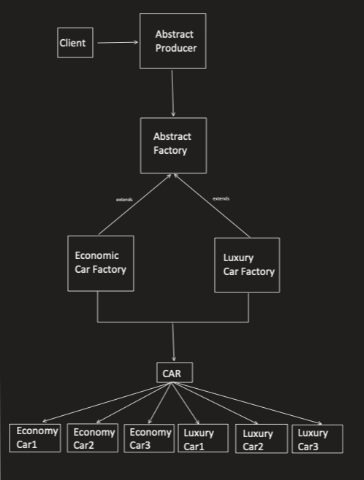 Client
Abstract
Producer
Abstract
Factory
extends
extends
Economic
Car Factory
Luxury
Car Factory
CAR
Economy
Car1
Economy
Car2
Economy
Car3
Luxury
Car1
Luxury
Car2
Luxury
Car3